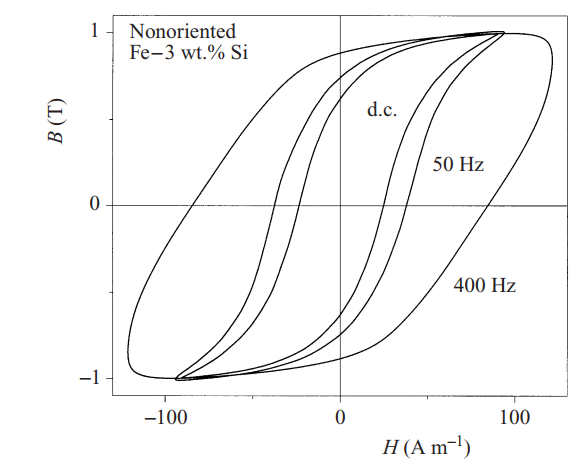 Nonoriented
Fe−3 wt.% Si
1
B (T)
d.c.
50 Hz
0
400 Hz
−1
−100
0
100
H (A m⁻¹)